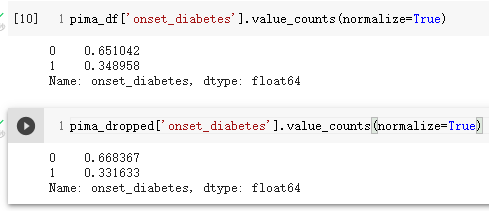 [10] 1 pima_df['onset_diabetes'].value_counts(normalize=True)
0 0.651042
1 0.348958
Name: onset_diabetes, dtype: float64
1 pima_dropped['onset_diabetes'].value_counts(normalize=True)
0 0.668367
1 0.331633
Name: onset_diabetes, dtype: float64